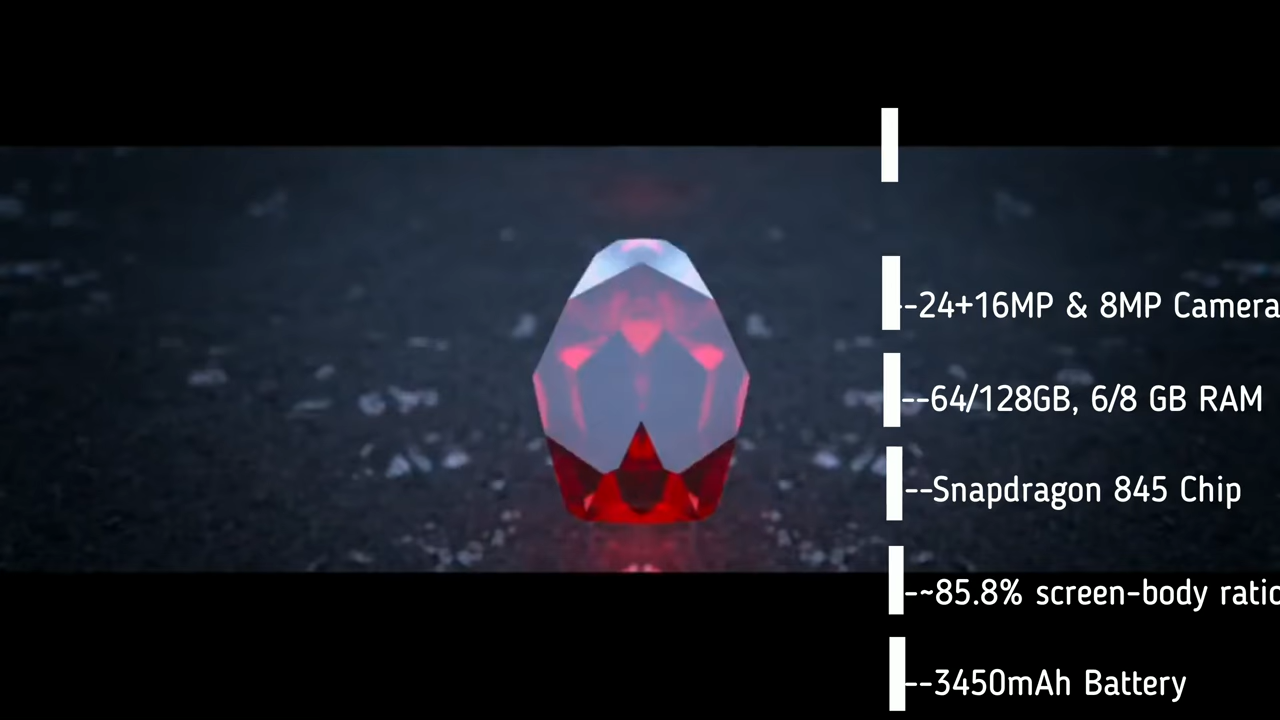 --24+16MP & 8MP Camera
--64/128GB, 6/8 GB RAM
--Snapdragon 845 Chip
-~85.8% screen-body ratio
--3450mAh Battery